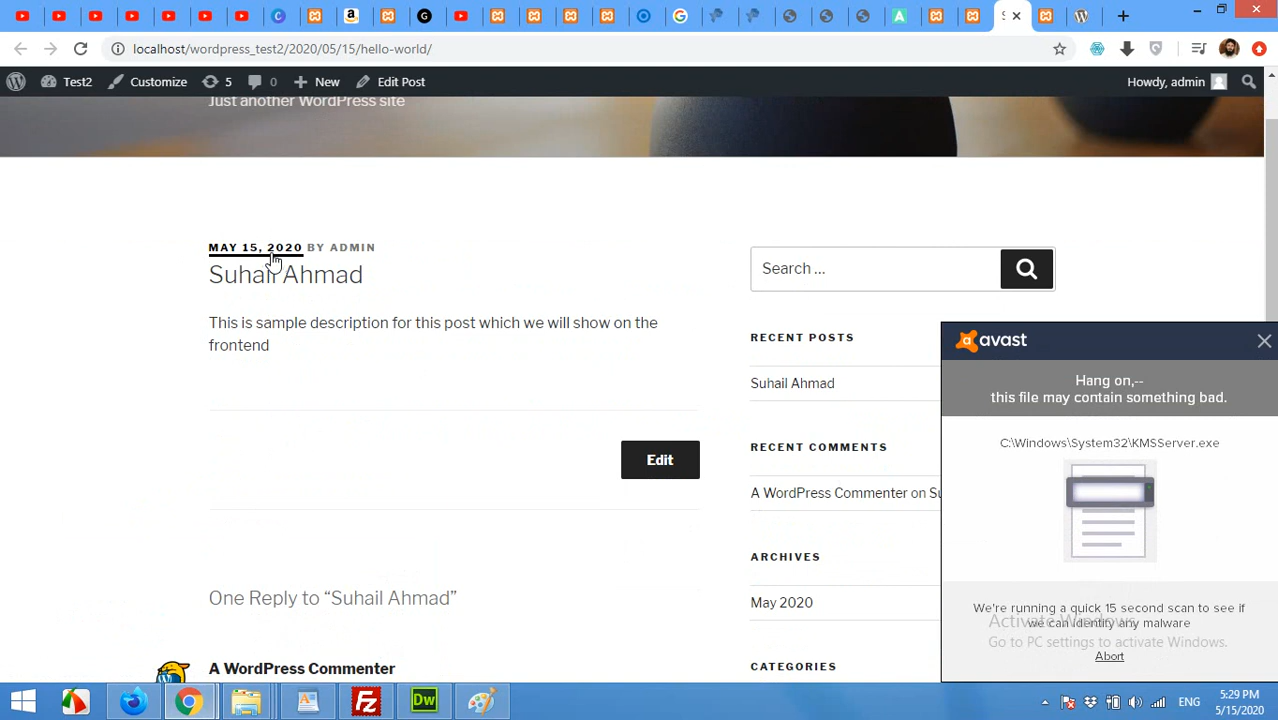 localhost/wordpress_test2/2020/05/15/hello-world/
Test2
Customize
5
0
New
Edit Post
Howdy, admin
Just another WordPress site
MAY 15, 2020 BY ADMIN
Suhail Ahmad
This is sample description for this post which we will show on the
frontend
Edit
One Reply to “Suhail Ahmad”
A WordPress Commenter
Search …
RECENT POSTS
Suhail Ahmad
RECENT COMMENTS
A WordPress Commenter on Su
ARCHIVES
May 2020
CATEGORIES
avast
Hang on,--
this file may contain something bad.
C:\Windows\System32\KMSServer.exe
We're running a quick 15 second scan to see if
we can identify any malware
Activate Windows
Go to PC settings to activate Windows.
Abort
Dw
ENG
5:29 PM
5/15/2020